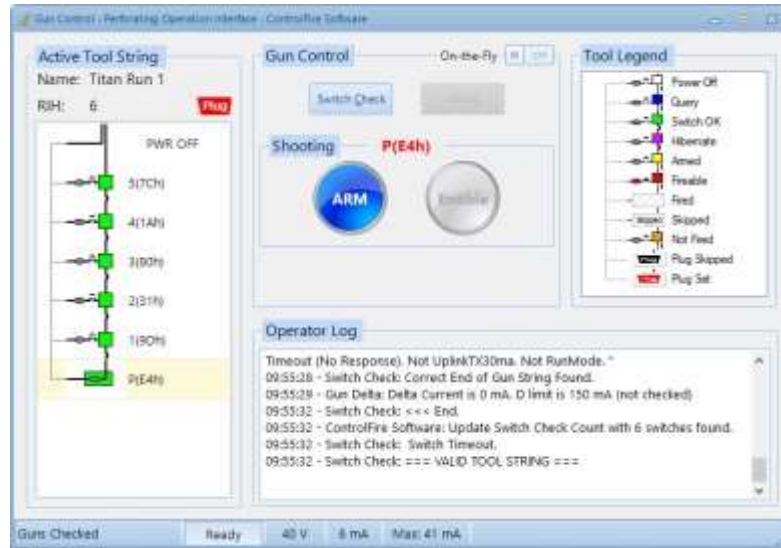 Gun Control - Perforating Operation Interface - ControlFire Software
Active Tool String
Name: Titan Run 1
RIH: 6
Plug
PWR OFF
5(7Ch)
4(1Ah)
3(B0h)
2(31h)
1(9Dh)
P(E4h)
Gun Control
On-the-Fly
Switch Check
Shooting
P(E4h)
ARM
Enable
Tool Legend
Power Off
Query
Switch OK
Hibernate
Armed
Fireable
Fired
Skipped
Skipped
Not Fired
Plug Skipped
Plug Set
Operator Log
Timeout (No Response). Not UplinkTX30ma. Not RunMode. "
09:55:28 - Switch Check: Correct End of Gun String Found.
09:55:29 - Gun Delta: Delta Current is 0 mA. D limit is 150 mA (not checked)
09:55:32 - Switch Check: <<< End.
09:55:32 - ControlFire Software: Update Switch Check Count with 6 switches found.
09:55:32 - Switch Check: Switch Timeout.
09:55:32 - Switch Check: === VALID TOOL STRING ===
Guns Checked
Ready
40 V
6 mA
Max: 41 mA